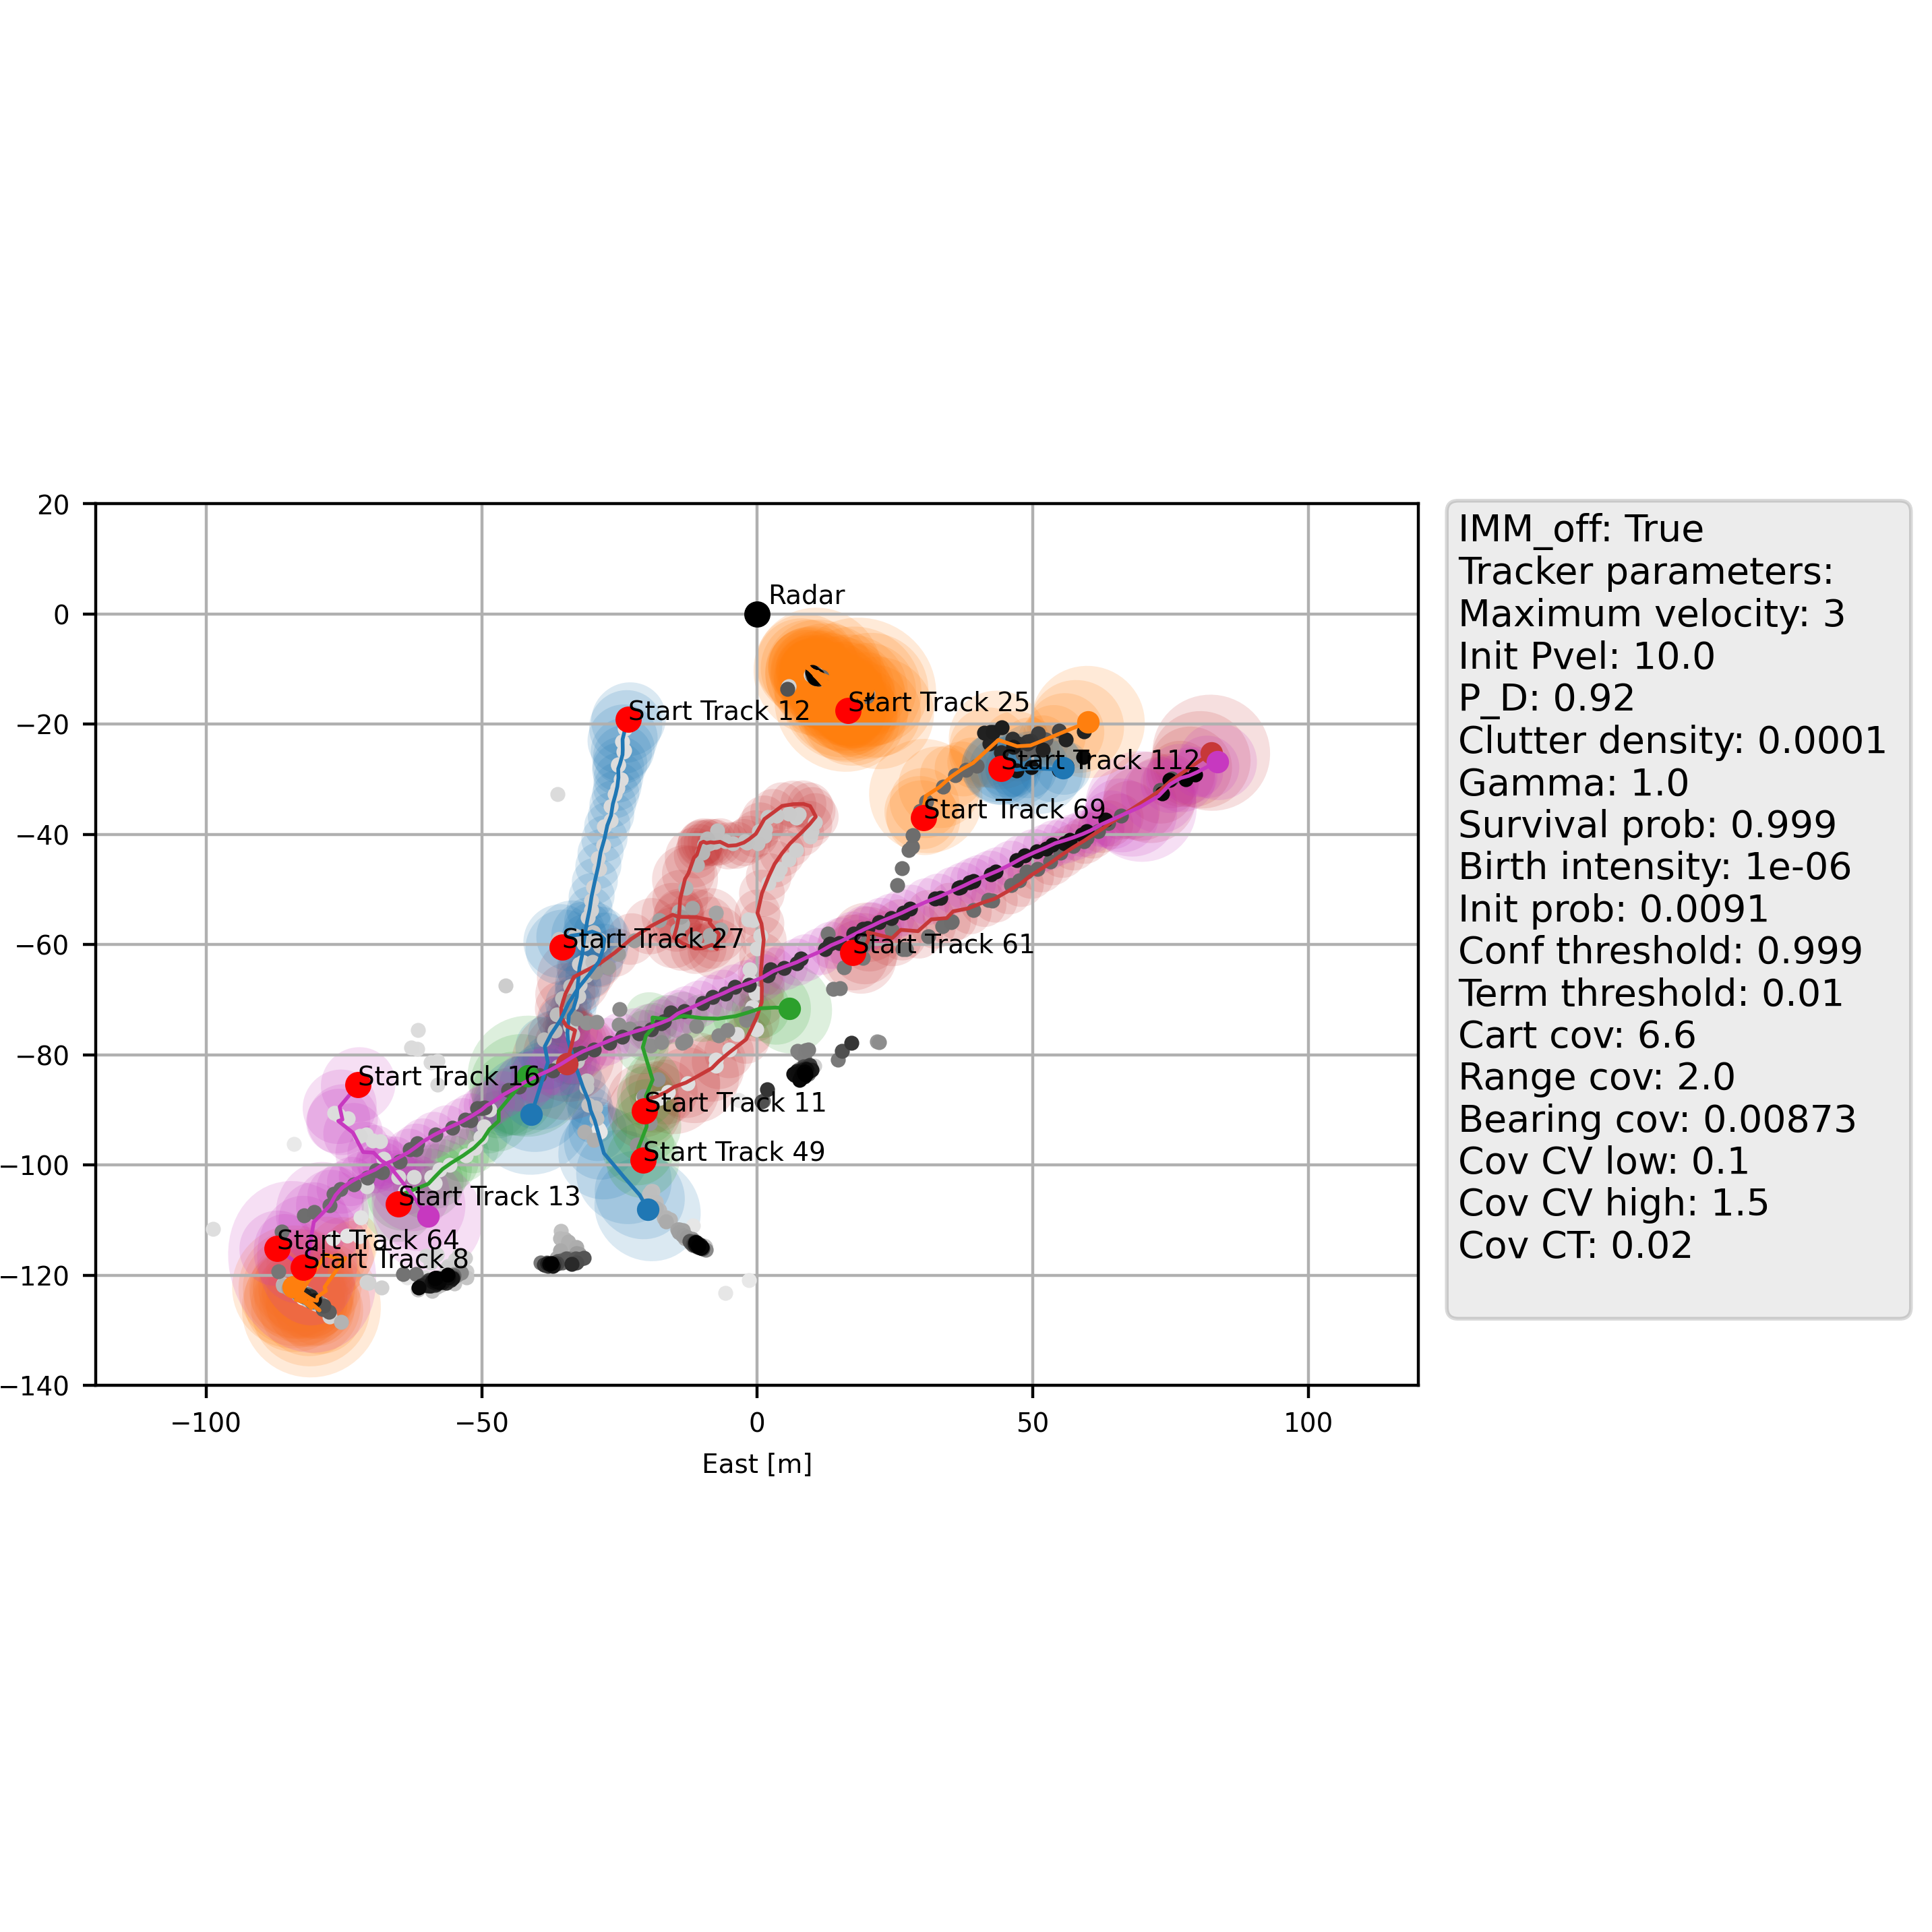 20
0
−20
−40
−60
−80
−100
−120
−140
−100
−50
0
50
100
East [m]
Radar
Start Track 25
Start Track 12
Start Track 112
Start Track 69
Start Track 27
Start Track 61
Start Track 16
Start Track 11
Start Track 49
Start Track 13
Start Track 64
Start Track 8
IMM_off: True
Tracker parameters:
Maximum velocity: 3
Init Pvel: 10.0
P_D: 0.92
Clutter density: 0.0001
Gamma: 1.0
Survival prob: 0.999
Birth intensity: 1e-06
Init prob: 0.0091
Conf threshold: 0.999
Term threshold: 0.01
Cart cov: 6.6
Range cov: 2.0
Bearing cov: 0.00873
Cov CV low: 0.1
Cov CV high: 1.5
Cov CT: 0.02